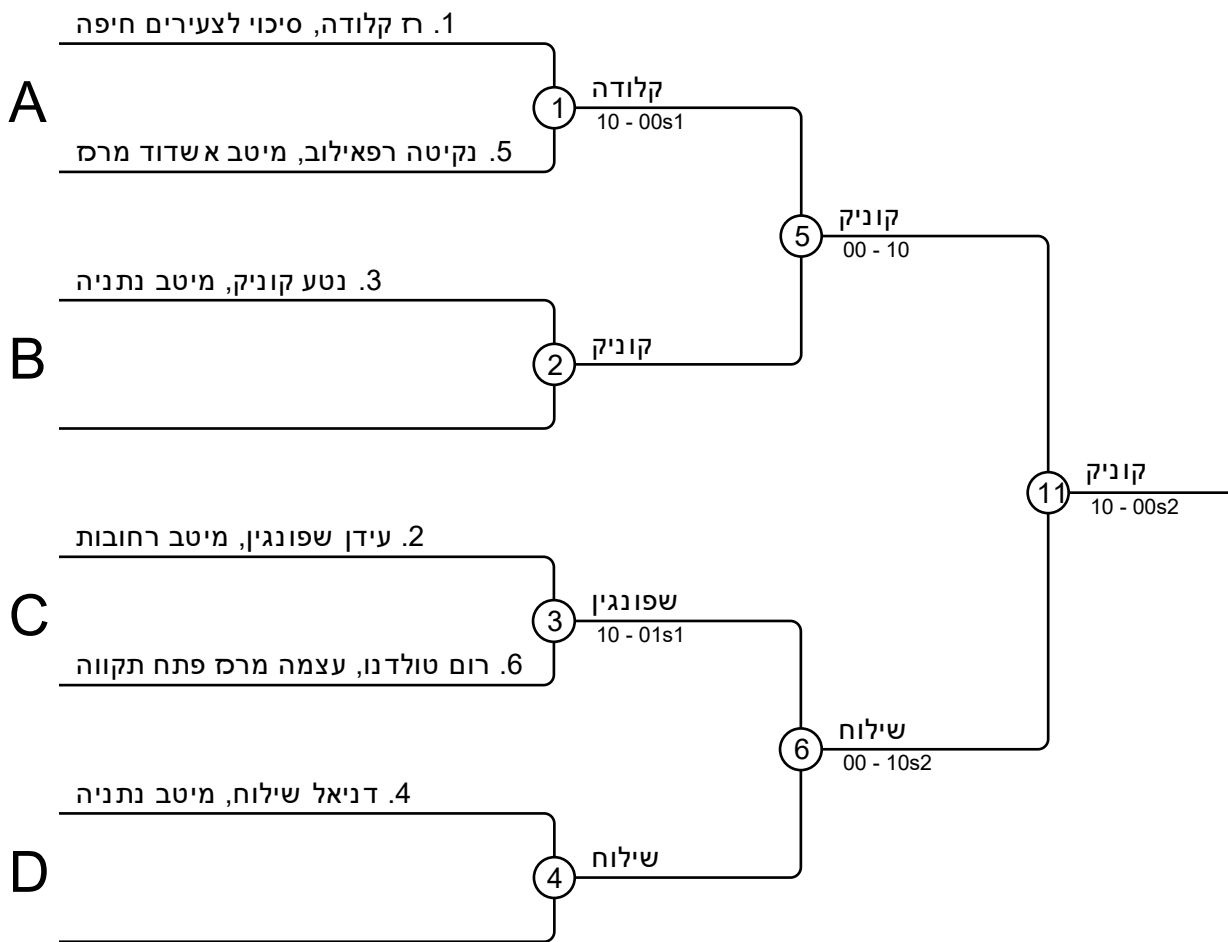 1. רז קלודה, סיכוי לצעירים חיפה
A
1
קלודה
10 - 00s1
5. נקיטה רפאילוב, מיטב אשדוד מרכז
5
קוניק
00 - 10
3. נטע קוניק, מיטב נתניה
B
2
קוניק
11
קוניק
10 - 00s2
2. עידן שפונגין, מיטב רחובות
C
3
שפונגין
10 - 01s1
6. רום טולדנו, עצמה מרכז פתח תקווה
6
שילוח
00 - 10s2
4. דניאל שילוח, מיטב נתניה
D
4
שילוח